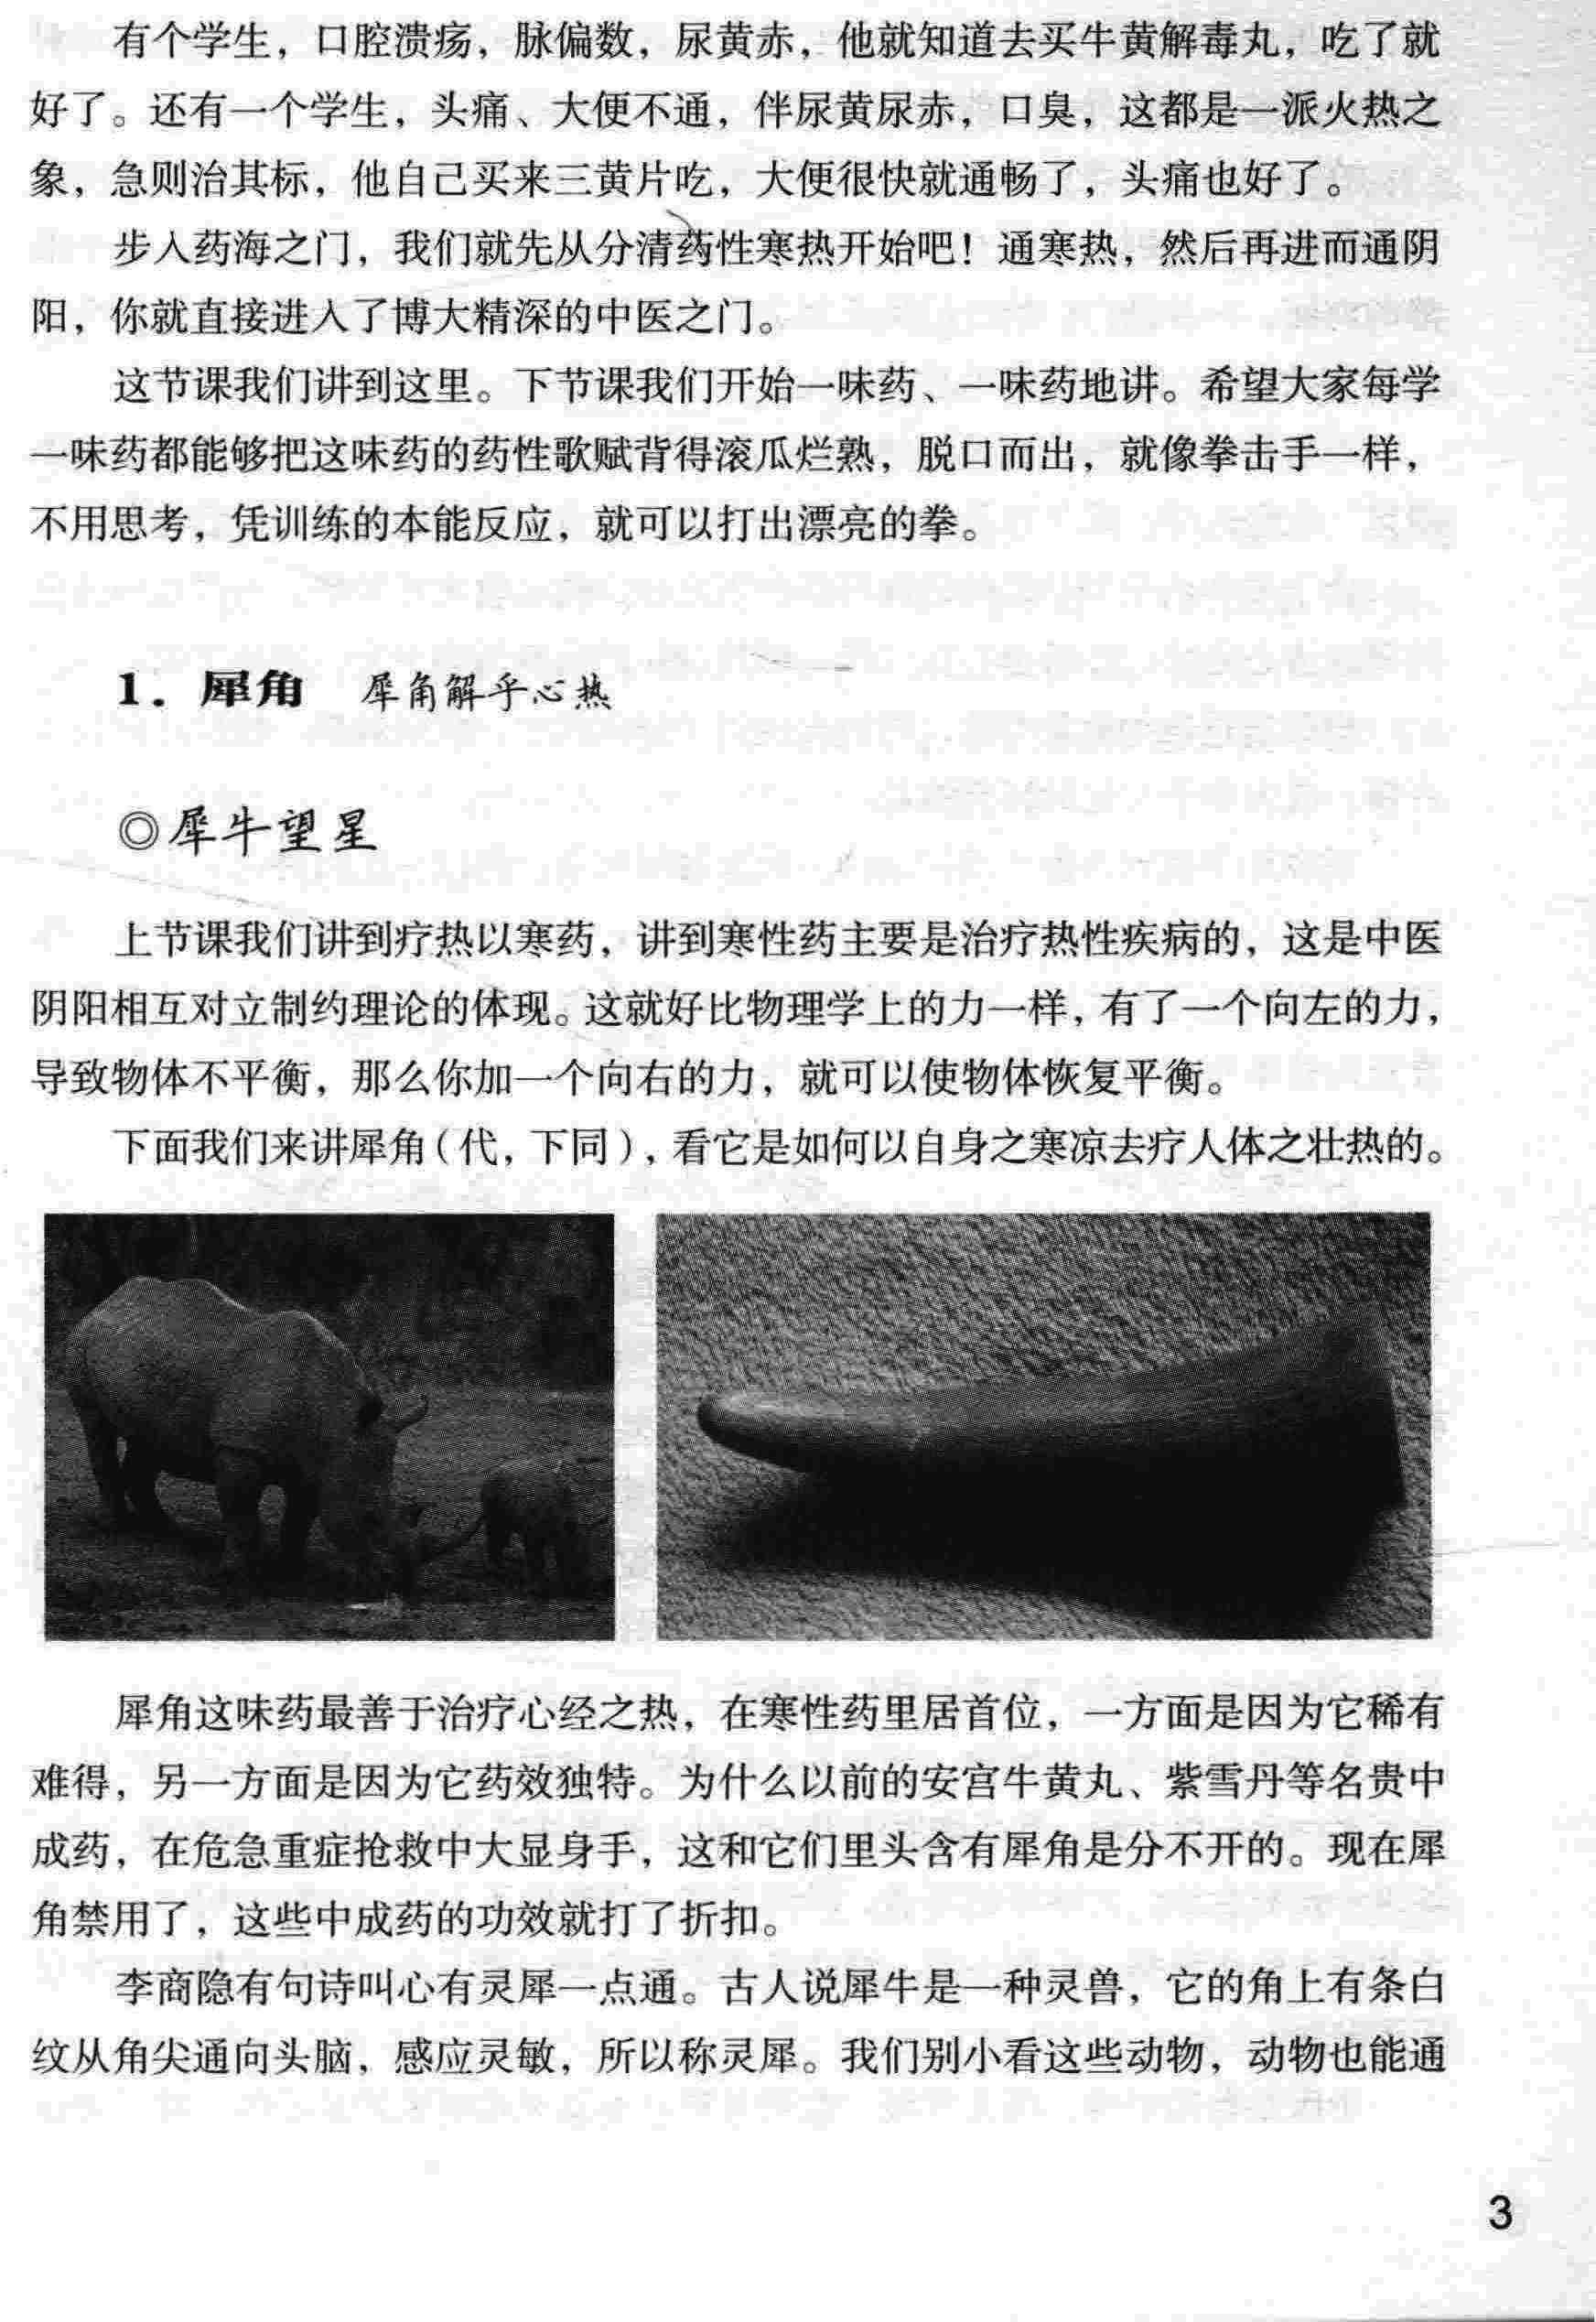 有个学生，口腔溃疡，脉偏数，尿黄赤，他就知道去买牛黄解毒丸，吃了就
好了。还有一个学生，头痛、大便不通，伴尿黄尿赤，口臭，这都是一派火热之
象，急则治其标，他自己买来三黄片吃，大便很快就通畅了，头痛也好了。
步入药海之门，我们就先从分清药性寒热开始吧！通寒热，然后再进而通阴
阳，你就直接进入了博大精深的中医之门。
这节课我们讲到这里。下节课我们开始一味药、一味药地讲。希望大家每学
一味药都能够把这味药的药性歌赋背得滚瓜烂熟，脱口而出，就像拳击手一样，
不用思考，凭训练的本能反应，就可以打出漂亮的拳。
1．犀角 犀角解乎心热
◎犀牛望星
上节课我们讲到疗热以寒药，讲到寒性药主要是治疗热性疾病的，这是中医
阴阳相互对立制约理论的体现。这就好比物理学上的力一样，有了一个向左的力，
导致物体不平衡，那么你加一个向右的力，就可以使物体恢复平衡。
下面我们来讲犀角（代，下同），看它是如何以自身之寒凉去疗人体之壮热的。
犀角这味药最善于治疗心经之热，在寒性药里居首位，一方面是因为它稀有
难得，另一方面是因为它药效独特。为什么以前的安宫牛黄丸、紫雪丹等名贵中
成药，在危急重症抢救中大显身手，这和它们里头含有犀角是分不开的。现在犀
角禁用了，这些中成药的功效就打了折扣。
李商隐有句诗叫心有灵犀一点通。古人说犀牛是一种灵兽，它的角上有条白
纹从角尖通向头脑，感应灵敏，所以称灵犀。我们别小看这些动物，动物也能通
3